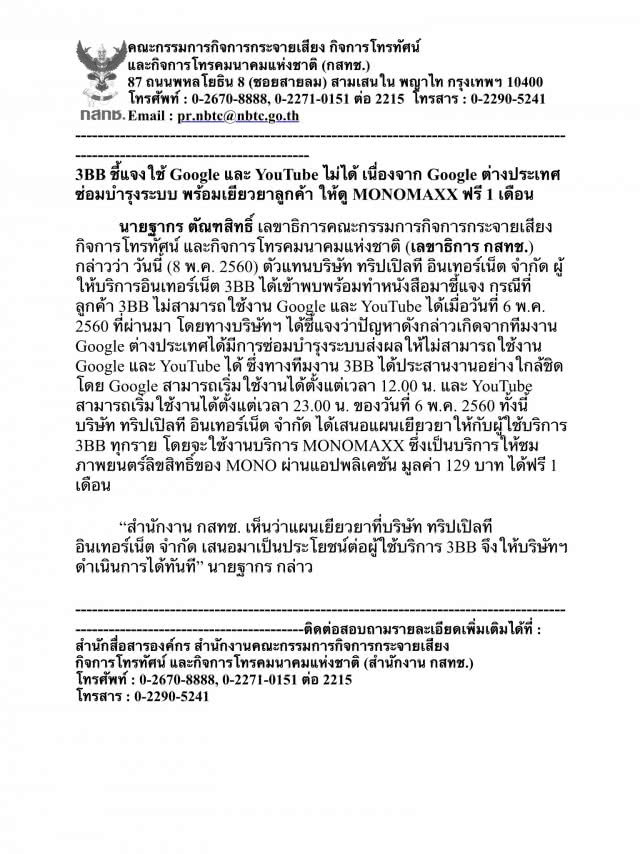 คณะกรรมการกิจการกระจายเสียง กิจการโทรทัศน์
และกิจการโทรคมนาคมแห่งชาติ (กสทช.)
87 ถนนพหลโยธิน 8 (ซอยสายลม) สามเสนใน พญาไท กรุงเทพฯ 10400
โทรศัพท์ : 0-2670-8888, 0-2271-0151 ต่อ 2215 โทรสาร : 0-2290-5241
กสทช. Email : pr.nbtc@nbtc.go.th
3BB ชี้แจงใช้ Google และ YouTube ไม่ได้ เนื่องจาก Google ต่างประเทศ
ซ่อมบำรุงระบบ พร้อมเยียวยาลูกค้า ให้ดู MONOMAXX ฟรี 1 เดือน
นายฐากร ตัณฑสิทธิ์ เลขาธิการคณะกรรมการกิจการกระจายเสียง
กิจการโทรทัศน์ และกิจการโทรคมนาคมแห่งชาติ (เลขาธิการ กสทช.)
กล่าวว่า วันนี้ (8 พ.ค. 2560) ตัวแทนบริษัท ทริปเปิลที อินเทอร์เน็ต จำกัด ผู้
ให้บริการอินเทอร์เน็ต 3BB ได้เข้าพบพร้อมทำหนังสือมาชี้แจง กรณีที่
ลูกค้า 3BB ไม่สามารถใช้งาน Google และ YouTube ได้เมื่อวันที่ 6 พ.ค.
2560 ที่ผ่านมา โดยทางบริษัทฯ ได้ชี้แจงว่าปัญหาดังกล่าวเกิดจากทีมงาน
Google ต่างประเทศได้มีการซ่อมบำรุงระบบส่งผลให้ไม่สามารถใช้งาน
Google และ YouTube ได้ ซึ่งทางทีมงาน 3BB ได้ประสานงานอย่างใกล้ชิด
โดย Google สามารถเริ่มใช้งานได้ตั้งแต่เวลา 12.00 น. และ YouTube
สามารถเริ่มใช้งานได้ตั้งแต่เวลา 23.00 น. ของวันที่ 6 พ.ค. 2560 ทั้งนี้
บริษัท ทริปเปิลที อินเทอร์เน็ต จำกัด ได้เสนอแผนเยียวยาให้กับผู้ใช้บริการ
3BB ทุกราย โดยจะใช้งานบริการ MONOMAXX ซึ่งเป็นบริการให้ชม
ภาพยนตร์ลิขสิทธิ์ของ MONO ผ่านแอปพลิเคชัน มูลค่า 129 บาท ได้ฟรี 1
เดือน
“สำนักงาน กสทช. เห็นว่าแผนเยียวยาที่บริษัท ทริปเปิลที
อินเทอร์เน็ต จำกัด เสนอมาเป็นประโยชน์ต่อผู้ใช้บริการ 3BB จึงให้บริษัทฯ
ดำเนินการได้ทันที” นายฐากร กล่าว
ติดต่อสอบถามรายละเอียดเพิ่มเติมได้ที่ :
สำนักสื่อสารองค์กร สำนักงานคณะกรรมการกิจการกระจายเสียง
กิจการโทรทัศน์ และกิจการโทรคมนาคมแห่งชาติ (สำนักงาน กสทช.)
โทรศัพท์ : 0-2670-8888, 0-2271-0151 ต่อ 2215
โทรสาร : 0-2290-5241